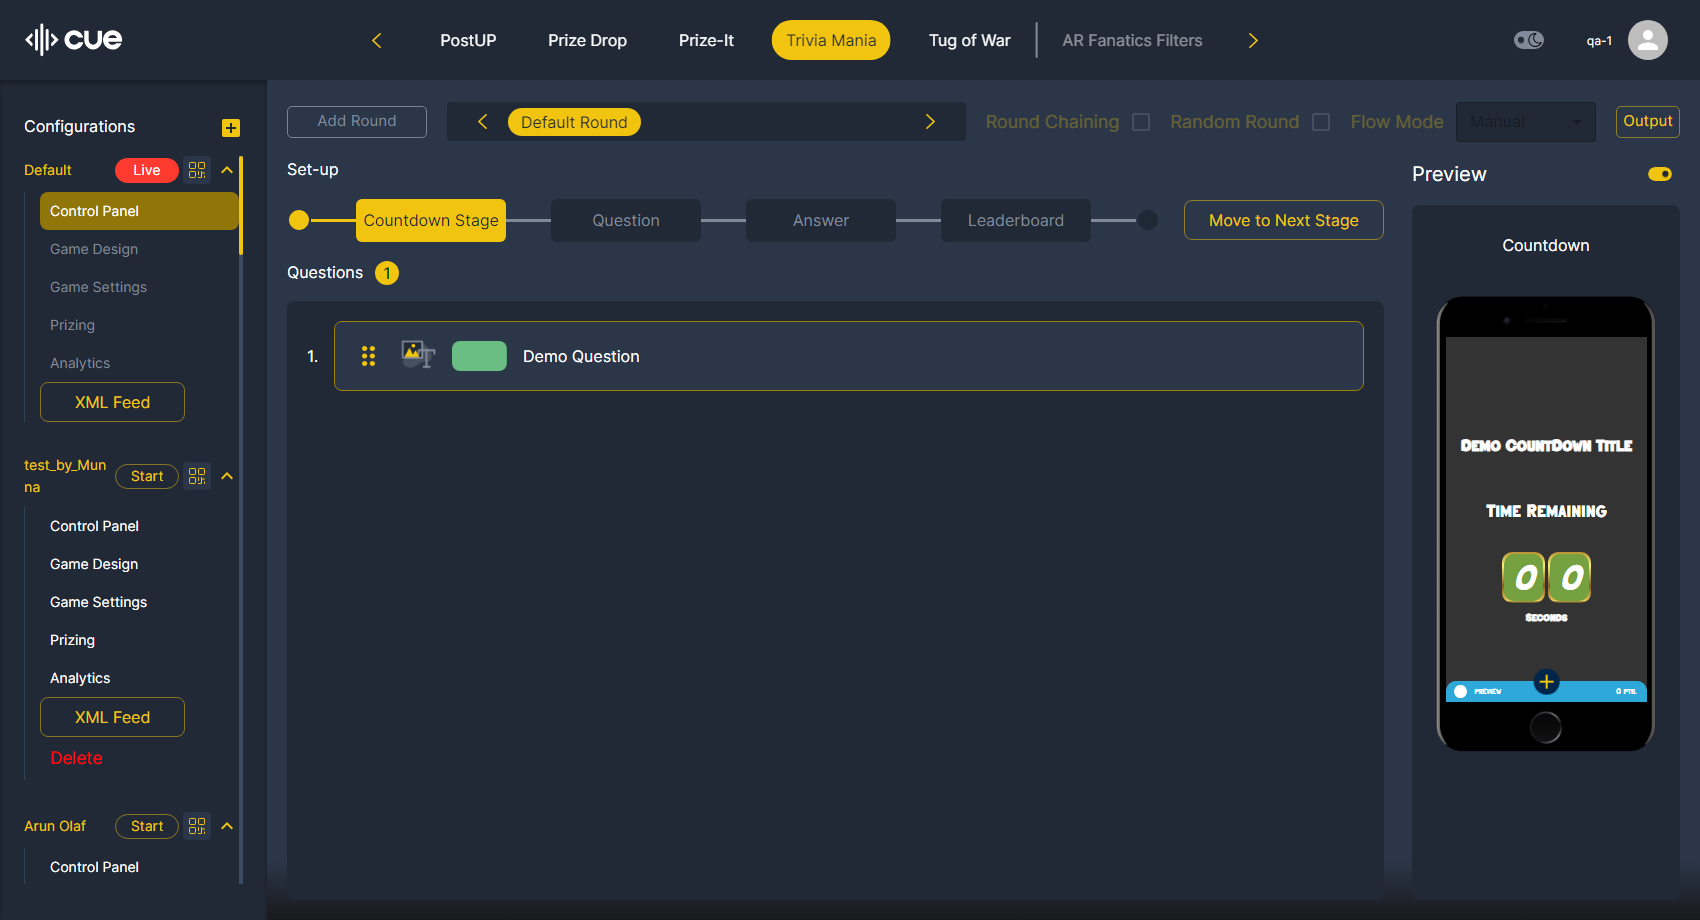 cue
PostUP
Prize Drop
Prize-It
Trivia Mania
Tug of War
AR Fanatics Filters
qa-1
Configurations
Default
Live
Control Panel
Game Design
Game Settings
Prizing
Analytics
XML Feed
test_by_Mun
na
Start
Control Panel
Game Design
Game Settings
Prizing
Analytics
XML Feed
Delete
Arun Olaf
Start
Control Panel
Add Round
Default Round
Round Chaining
Random Round
Flow Mode
Manual
Output
Set-up
Countdown Stage
Question
Answer
Leaderboard
Move to Next Stage
Questions 1
1.
Demo Question
Preview
Countdown
Demo CountDown Title
Time Remaining
0 0
Seconds
PREVIEW
0 PTS.